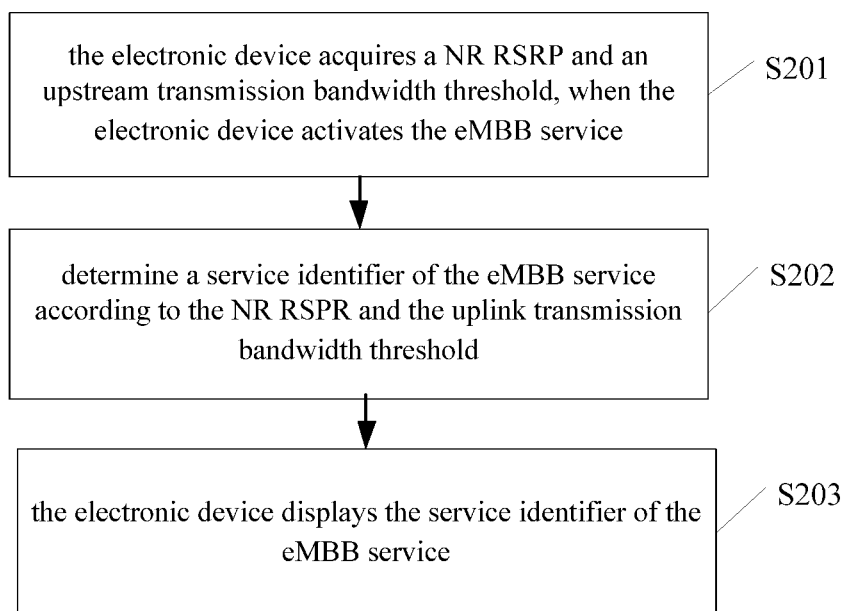 the electronic device acquires a NR RSRP and an
upstream transmission bandwidth threshold, when the
electronic device activates the eMBB service
S201
determine a service identifier of the eMBB service
according to the NR RSPR and the uplink transmission
bandwidth threshold
S202
the electronic device displays the service identifier of the
eMBB service
S203